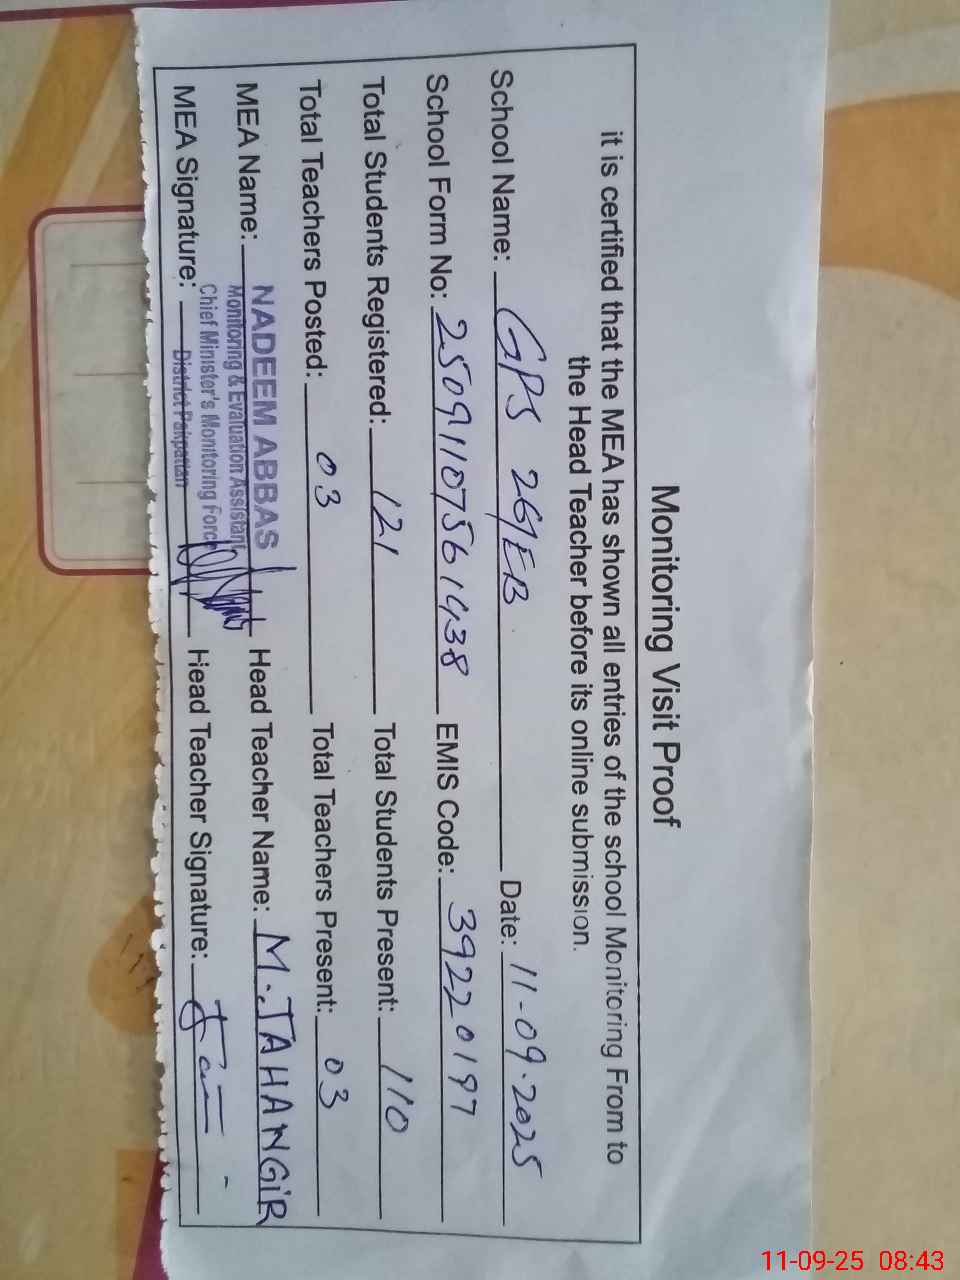 Monitoring Visit Proof
it is certified that the MEA has shown all entries of the school Monitoring From to
the Head Teacher before its online submission.
School Name: GPS 26/EB Date: 11-09-2025
School Form No: 25091107561438 EMIS Code: 39220197
Total Students Registered: 121 Total Students Present: 110
Total Teachers Posted: 03 Total Teachers Present: 03
MEA Name: NADEEM ABBAS Head Teacher Name: M. JAHANGIR
Monitoring & Evaluation Assistant
Chief Minister's Monitoring Force
MEA Signature: District Pakpattan Head Teacher Signature:
11-09-25 08:43